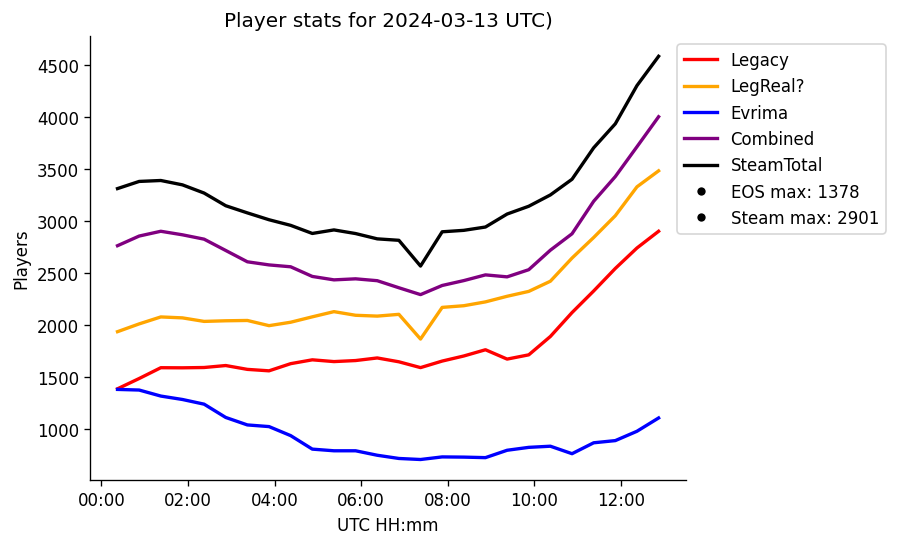 Player stats for 2024-03-13 UTC)
Players
4500
4000
3500
3000
2500
2000
1500
1000
00:00 02:00 04:00 06:00 08:00 10:00 12:00
UTC HH:mm
Legacy
LegReal?
Evrima
Combined
SteamTotal
EOS max: 1378
Steam max: 2901